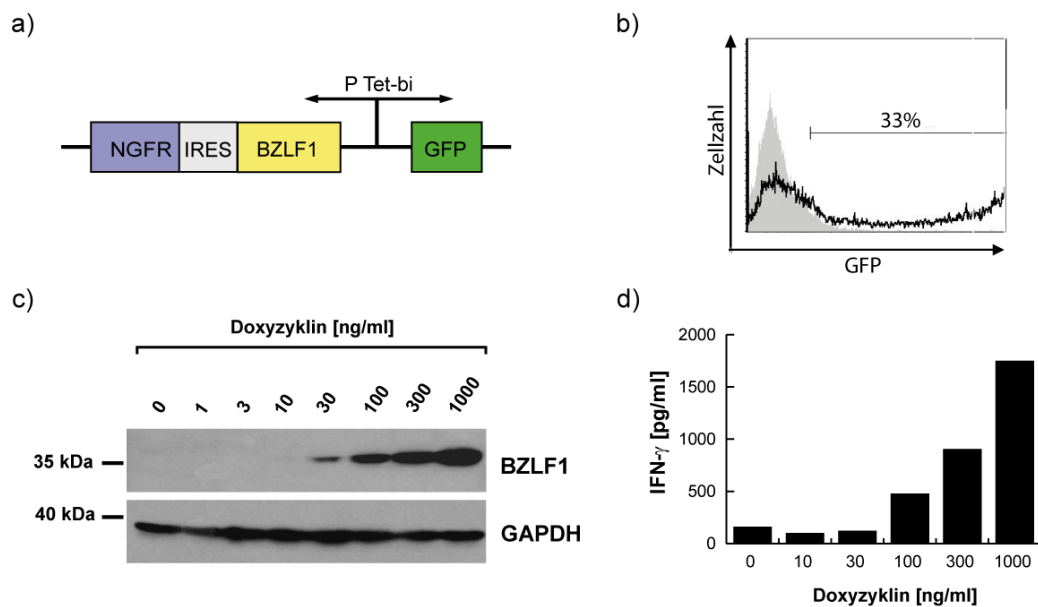 a)
P Tet-bi
NGFR IRES BZLF1 GFP
b)
Zellzahl
33%
GFP
c)
Doxyzyklin [ng/ml]
0 1 3 10 30 100 300 1000
35 kDa
BZLF1
40 kDa
GAPDH
d)
IFN-γ [pg/ml]
2000
1500
1000
500
0
0 10 30 100 300 1000
Doxyzyklin [ng/ml]